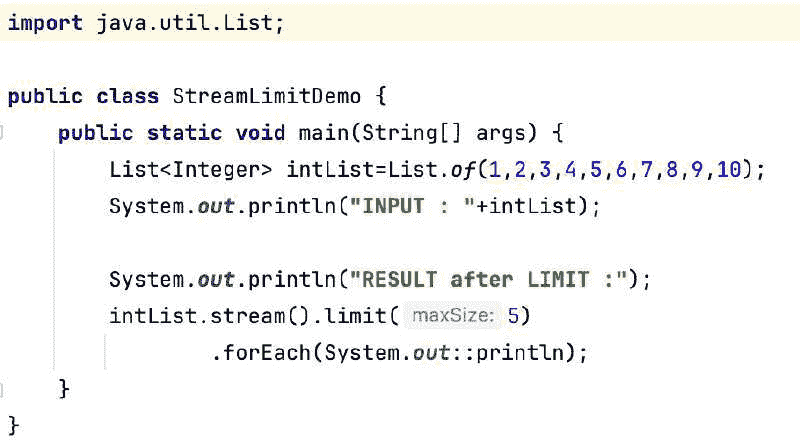 import java.util.List;
public class StreamLimitDemo {
    public static void main(String[] args) {
        List<Integer> intList=List.of(1,2,3,4,5,6,7,8,9,10);
        System.out.println("INPUT : "+intList);
        System.out.println("RESULT after LIMIT :");
        intList.stream().limit( maxSize: 5)
                .forEach(System.out::println);
    }
}